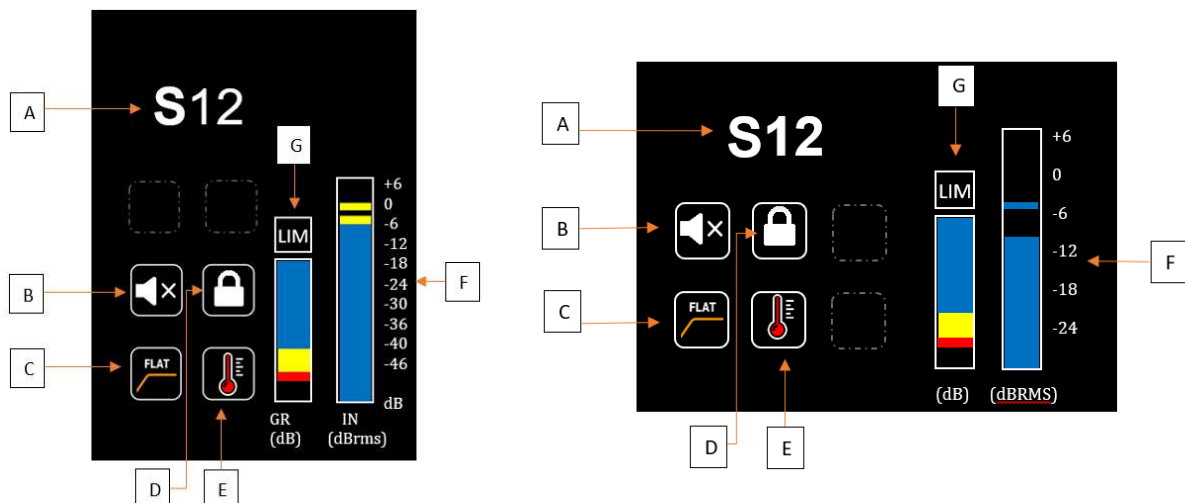 A
S12
G
LIM
+6
0
-6
-12
-18
-24
-30
-36
-40
-46
dB
B
F
FLAT
C
GR
(dB)
IN
(dBrms)
D
E
G
A
S12
LIM
+6
0
-6
-12
-18
-24
B
F
FLAT
C
(dB)
(dBRMS)
D
E